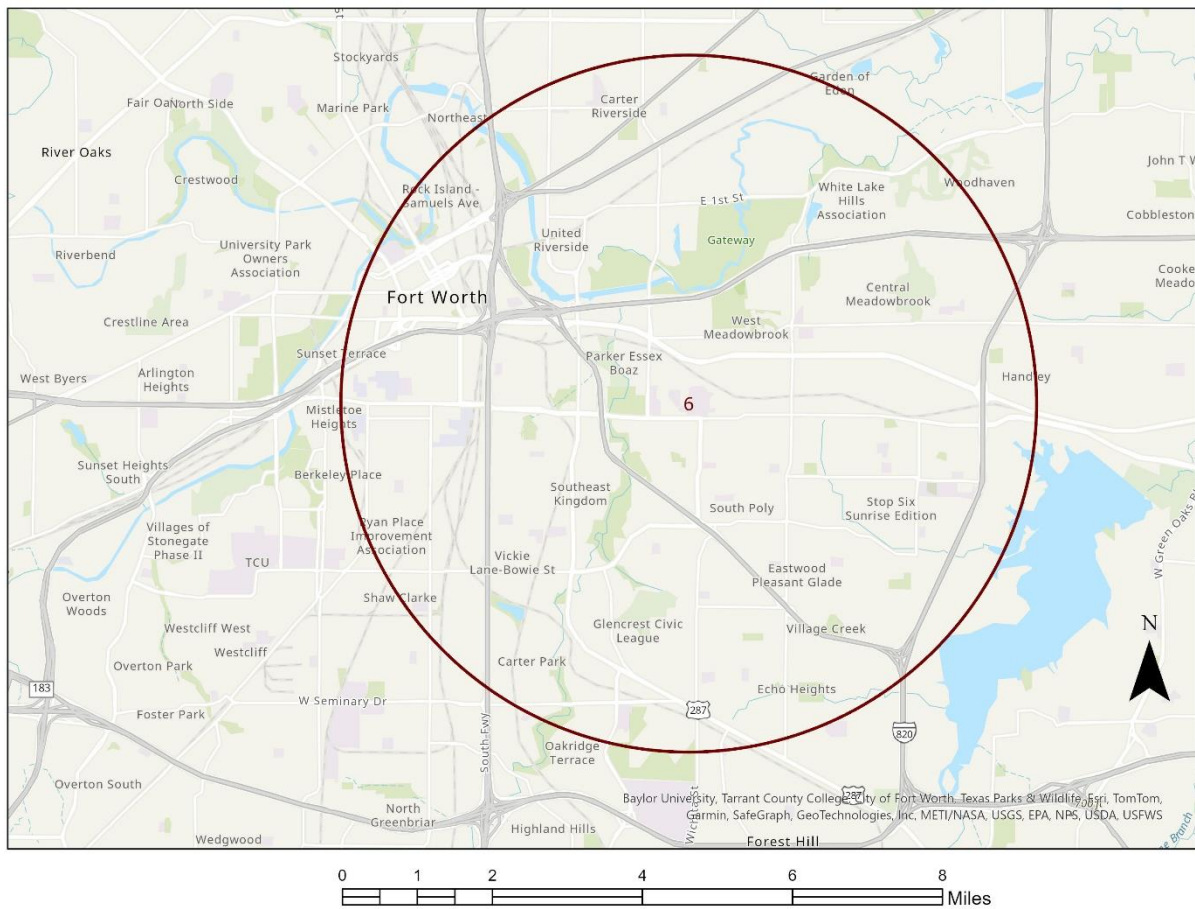 Stockyards
Fair Oa
North Side
Marine Park
Carter
Riverside
Garden of
Eden
Northeast
River Oaks
Crestwood
Rock Island -
Samuels Ave
E 1st St
White Lake
Hills
Association
Woodhaven
John T W
Cobbleston
Riverbend
University Park
Owners
Association
United
Riverside
Gateway
Cooke
Meado
Fort Worth
Central
Meadowbrook
Crestline Area
West
Meadowbrook
Sunset Terrace
Parker Essex
Boaz
West Byers
Arlington
Heights
Handley
6
Mistletoe
Heights
Sunset Heights
South
Berkeley Place
Southeast
Kingdom
South Poly
Stop Six
Sunrise Edition
W Green Oaks Bl
Villages of
Stonegate
Phase II
Ryan Place
Improvement
Association
TCU
Vickie
Lane-Bowie St
Eastwood
Pleasant Glade
Overton
Woods
Shaw Clarke
Glencrest Civic
League
Village Creek
N
Westcliff West
Westcliff
Overton Park
Carter Park
Echo Heights
183
W Seminary Dr
287
Foster Park
South Fwy
820
Oakridge
Terrace
Overton South
Wichita St
287
Baylor University, Tarrant County College, City of Fort Worth, Texas Parks & Wildlife, Esri, TomTom,
Garmin, SafeGraph, GeoTechnologies, Inc, METI/NASA, USGS, EPA, NPS, USDA, USFWS
North
Greenbriar
Highland Hills
Wedgwood
Forest Hill
Branch
0 1 2 4 6 8
Miles